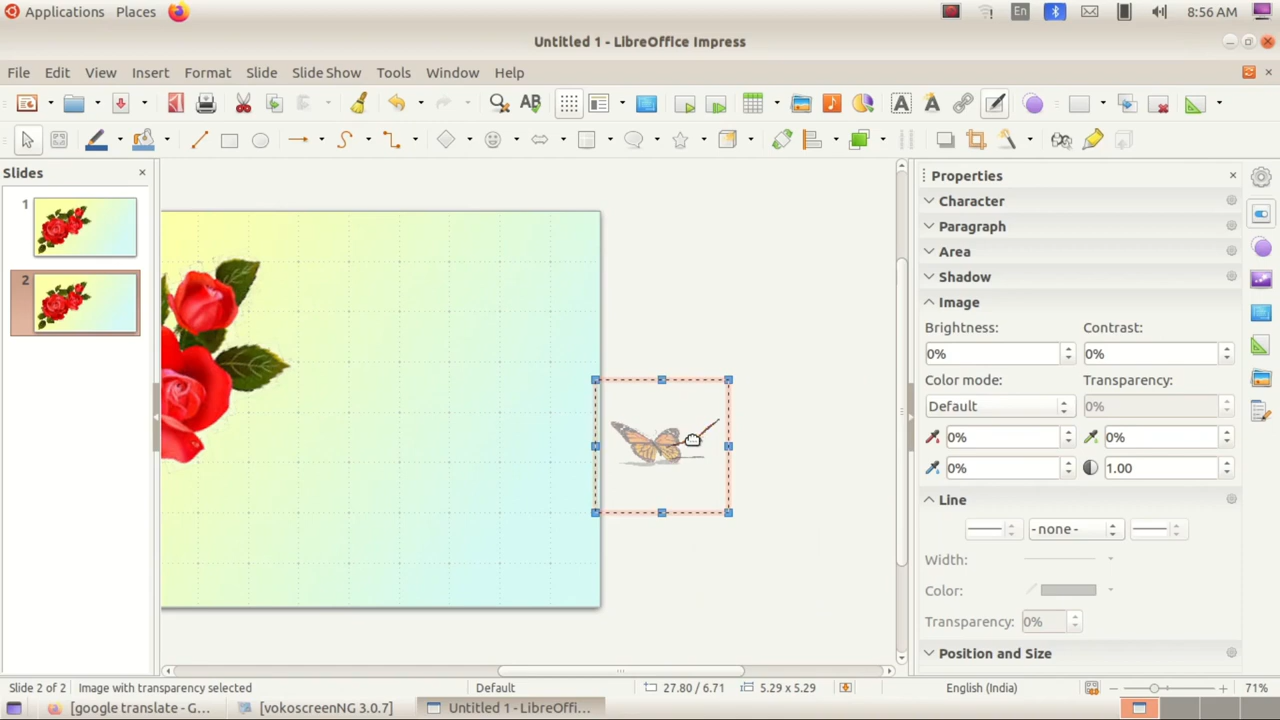 Applications Places En 8:56 AM
Untitled 1 - LibreOffice Impress
File Edit View Insert Format Slide Slide Show Tools Window Help
Slides
1
2
Properties
Character
Paragraph
Area
Shadow
Image
Brightness: Contrast:
0% 0%
Color mode: Transparency:
Default 0%
0% 0%
0% 1.00
Line
- none -
Width:
Color:
Transparency: 0%
Position and Size
Slide 2 of 2 Image with transparency selected Default 27.80 / 6.71 5.29 x 5.29 English (India) 71%
[google translate - G... [vokoscreenNG 3.0.7] Untitled 1 - LibreOffi...